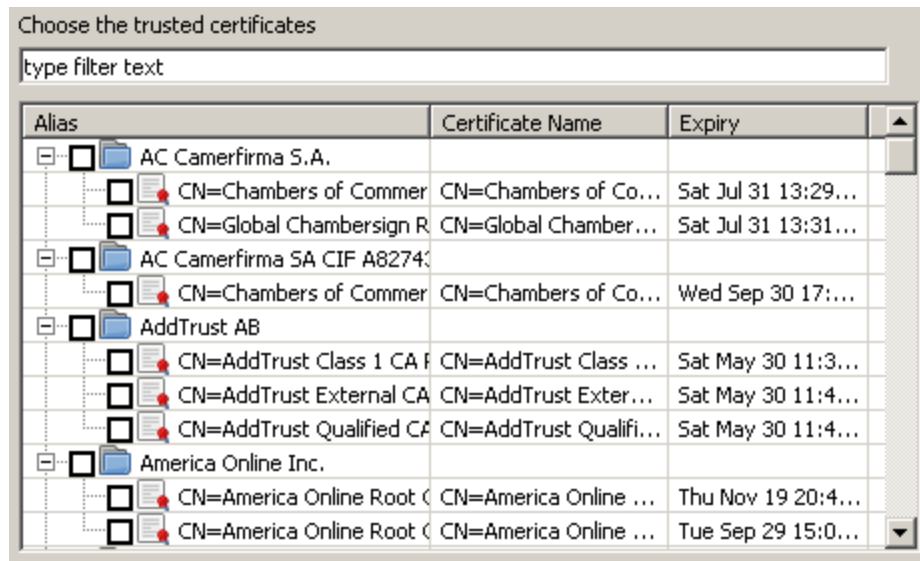 Choose the trusted certificates
type filter text
Alias Certificate Name Expiry
AC Camerfirma S.A.
CN=Chambers of Commer CN=Chambers of Co... Sat Jul 31 13:29...
CN=Global Chambersign R CN=Global Chamber... Sat Jul 31 13:31...
AC Camerfirma SA CIF A82743
CN=Chambers of Commer CN=Chambers of Co... Wed Sep 30 17:...
AddTrust AB
CN=AddTrust Class 1 CA CN=AddTrust Class ... Sat May 30 11:3...
CN=AddTrust External CA CN=AddTrust Exter... Sat May 30 11:4...
CN=AddTrust Qualified CA CN=AddTrust Qualifi... Sat May 30 11:4...
America Online Inc.
CN=America Online Root CN=America Online ... Thu Nov 19 20:4...
CN=America Online Root CN=America Online ... Tue Sep 29 15:0...